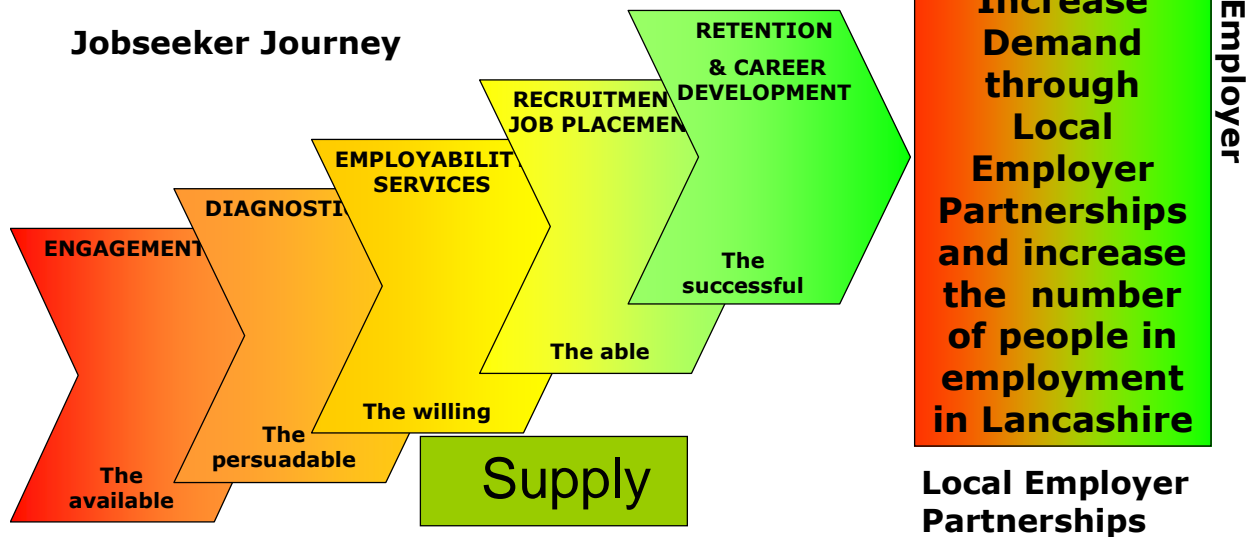 Jobseeker Journey
ENGAGEMENT
The
available
DIAGNOSTI
The
persuadable
EMPLOYABILIT
SERVICES
The willing
RECRUITMEN
JOB PLACEMEN
The able
RETENTION
& CAREER
DEVELOPMENT
The
successful
Supply
Increase
Demand
through
Local
Employer
Partnerships
and increase
the number
of people in
employment
in Lancashire
Employer
Local Employer
Partnerships